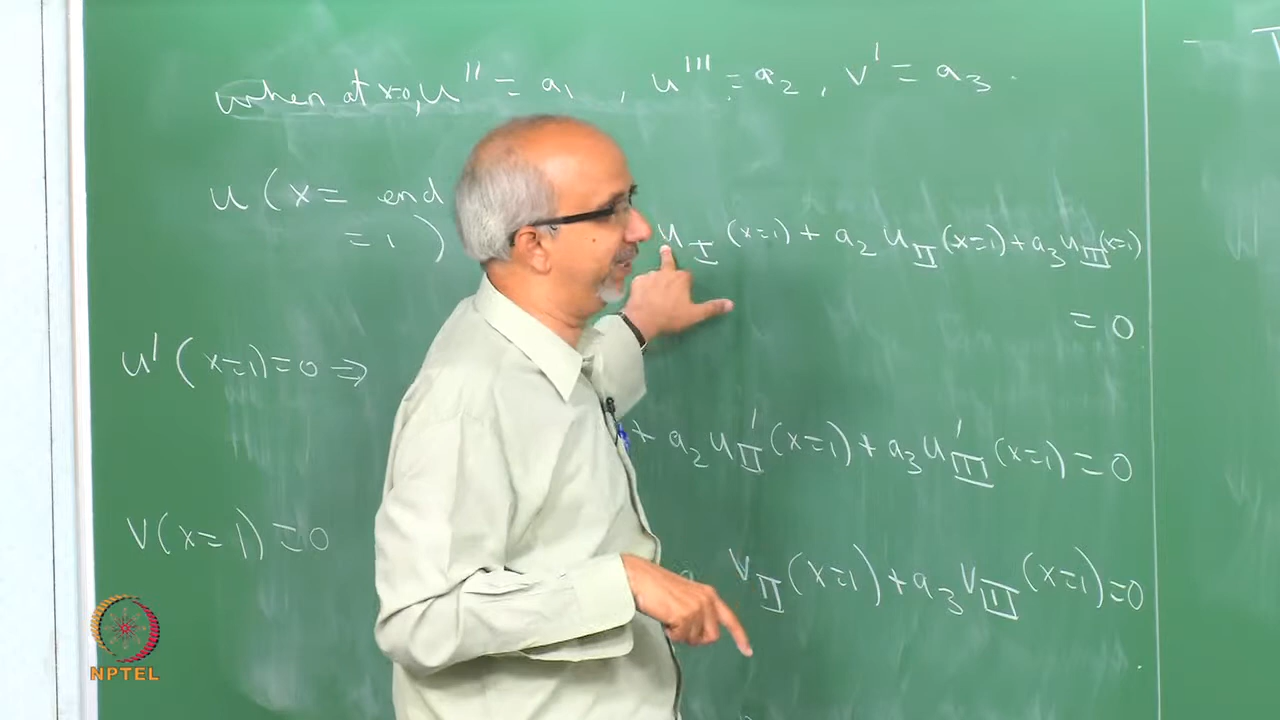 when at x=0, u'' = a₁ , u''' = a₂ , v' = a₃ .
u ( x = end = 1 ) u_I (x=1) + a₂ u_II (x=1) + a₃ u_III (x=1)
= 0
u' ( x=1 ) = 0 ⇒
+ a₂ u'_II (x=1) + a₃ u'_III (x=1) = 0
v ( x = 1 ) = 0
v_II (x=1) + a₃ v_III (x=1) = 0
NPTEL